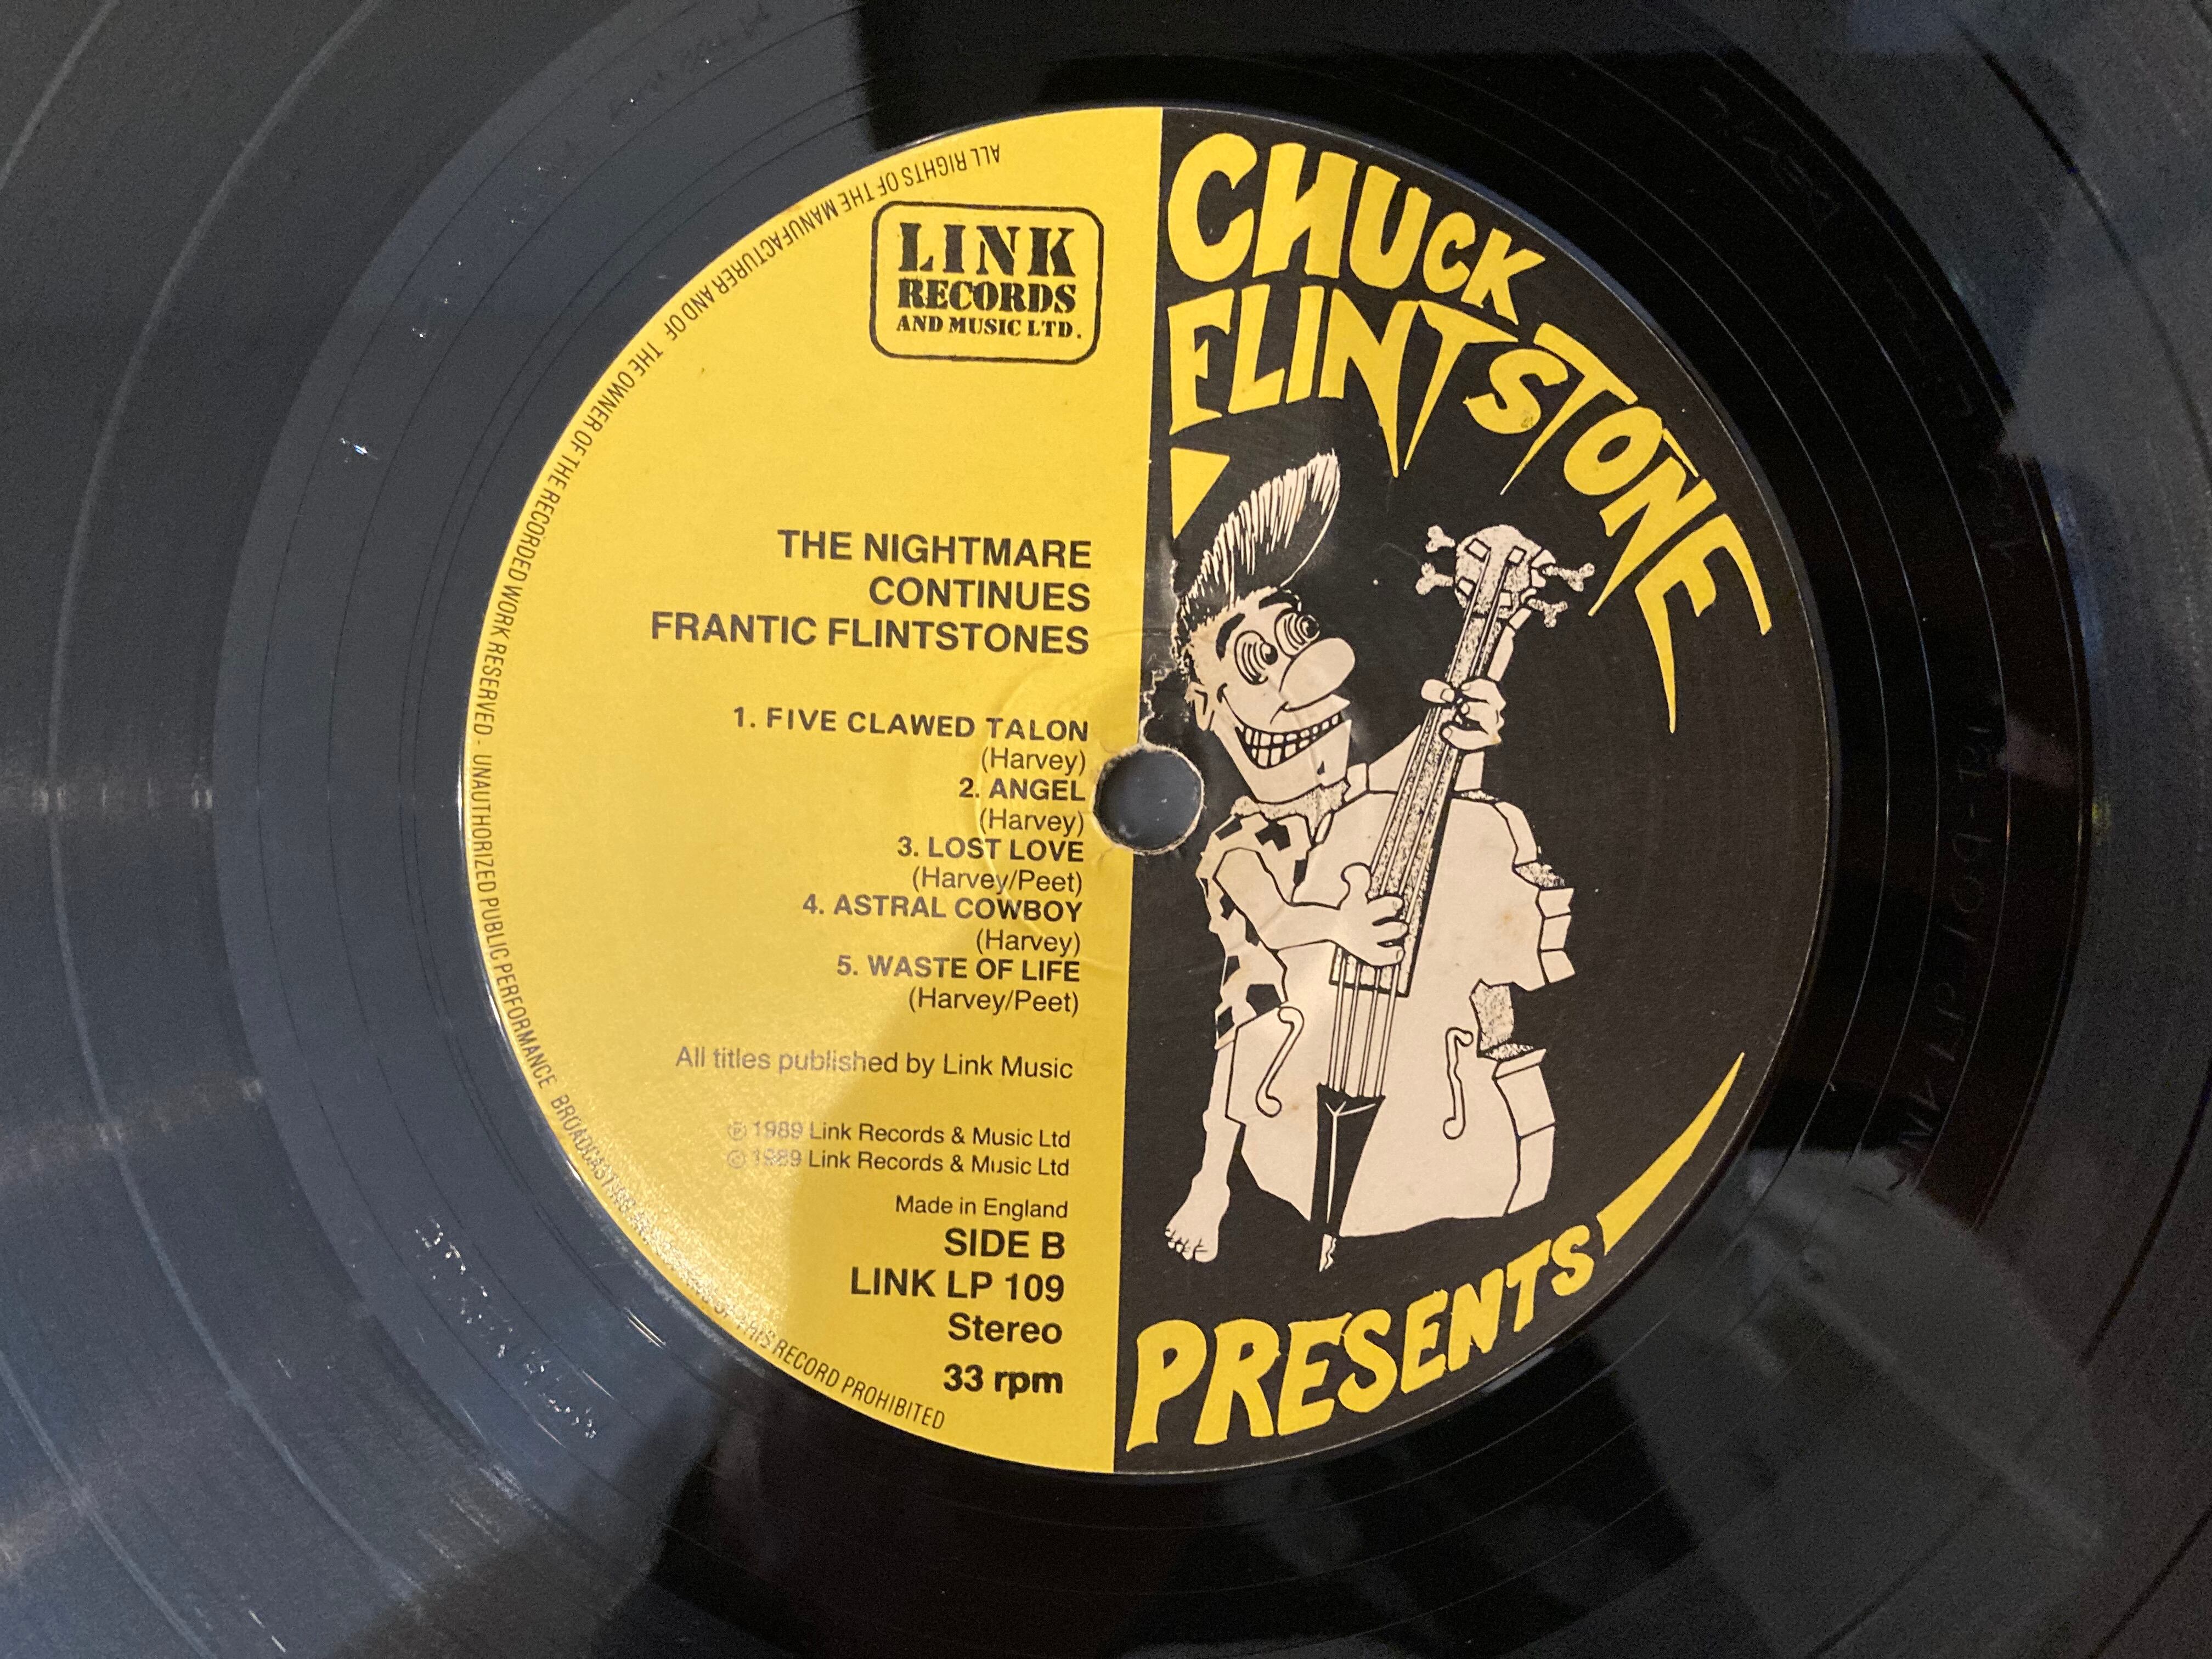 LINK
RECORDS
AND MUSIC LTD.
CHUCK
FLINTSTONE
THE NIGHTMARE
CONTINUES
FRANTIC FLINTSTONES
1. FIVE CLAWED TALON
(Harvey)
2. ANGEL
(Harvey)
3. LOST LOVE
(Harvey/Peet)
4. ASTRAL COWBOY
(Harvey)
5. WASTE OF LIFE
(Harvey/Peet)
All titles published by Link Music
℗ 1989 Link Records & Music Ltd
© 1989 Link Records & Music Ltd
Made in England
SIDE B
LINK LP 109
Stereo
33 rpm
PRESENTS
ALL RIGHTS OF THE MANUFACTURER AND OF THE OWNER OF THE RECORDED WORK RESERVED - UNAUTHORIZED PUBLIC PERFORMANCE BROADCASTING THIS RECORD PROHIBITED